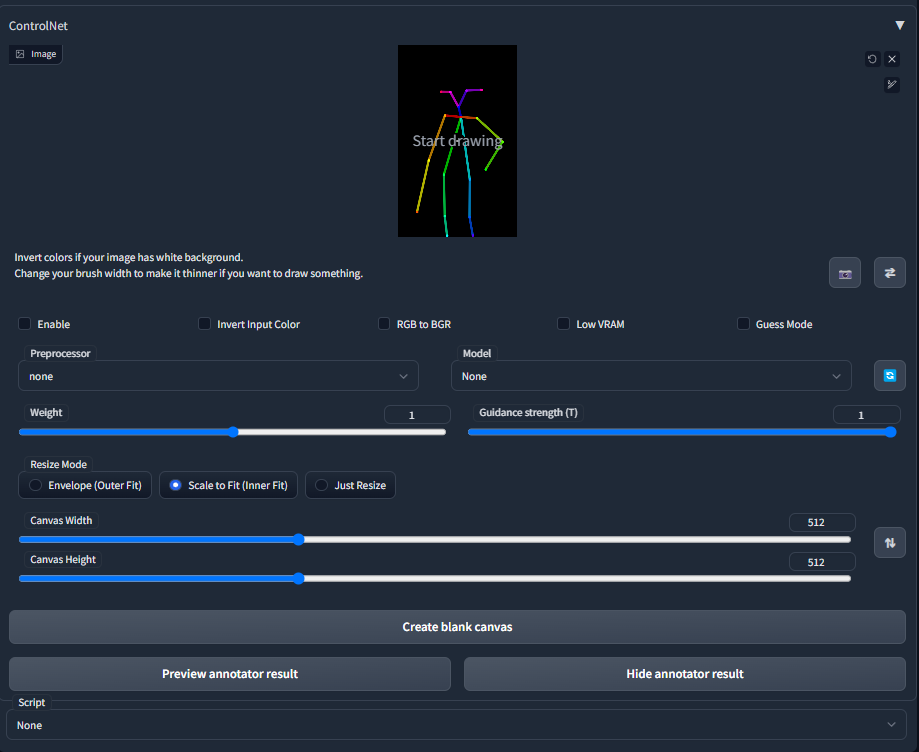 ControlNet
Image
Start drawing
Invert colors if your image has white background.
Change your brush width to make it thinner if you want to draw something.
Enable
Invert Input Color
RGB to BGR
Low VRAM
Guess Mode
Preprocessor
Model
none
None
Weight
1
Guidance strength (T)
1
Resize Mode
Envelope (Outer Fit)
Scale to Fit (Inner Fit)
Just Resize
Canvas Width
512
Canvas Height
512
Create blank canvas
Preview annotator result
Hide annotator result
Script
None